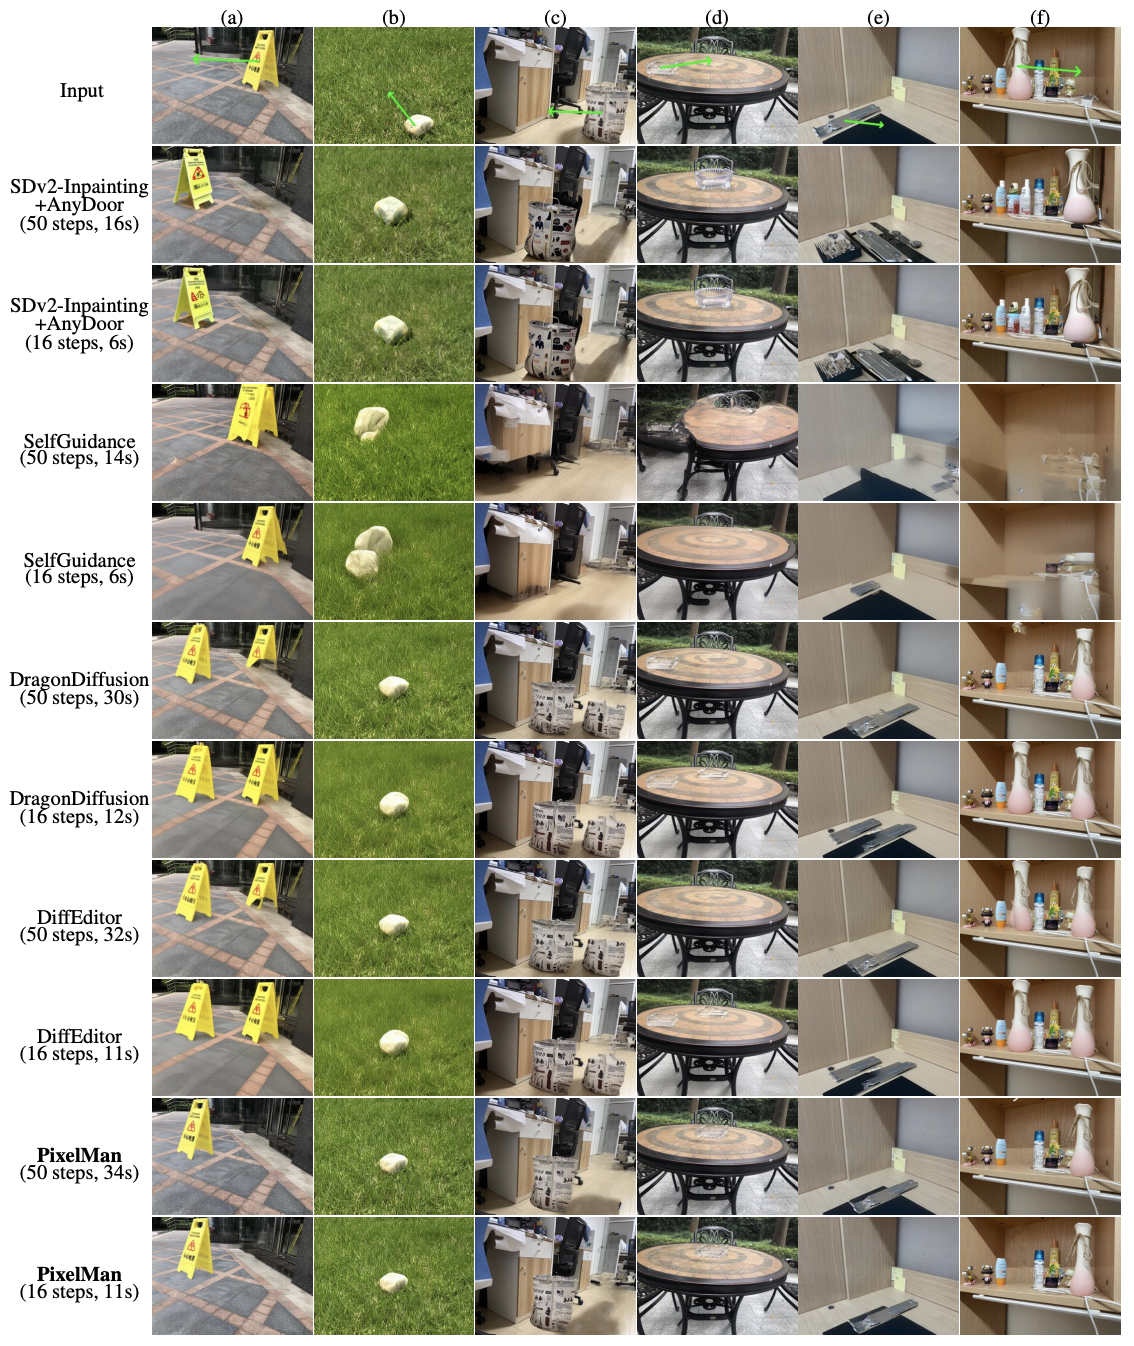 (a) (b) (c) (d) (e) (f)
Input
SDv2-Inpainting
+AnyDoor
(50 steps, 16s)
SDv2-Inpainting
+AnyDoor
(16 steps, 6s)
SelfGuidance
(50 steps, 14s)
SelfGuidance
(16 steps, 6s)
DragonDiffusion
(50 steps, 30s)
DragonDiffusion
(16 steps, 12s)
DiffEditor
(50 steps, 32s)
DiffEditor
(16 steps, 11s)
PixelMan
(50 steps, 34s)
PixelMan
(16 steps, 11s)